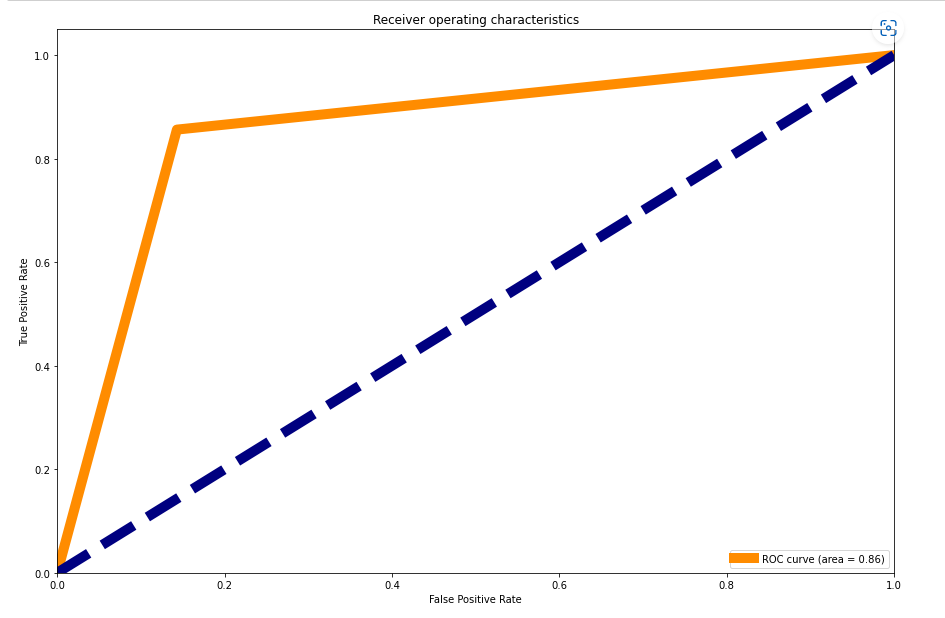 Receiver operating characteristics
True Positive Rate
1.0
0.8
0.6
0.4
0.2
0.0
0.0 0.2 0.4 0.6 0.8 1.0
False Positive Rate
ROC curve (area = 0.86)